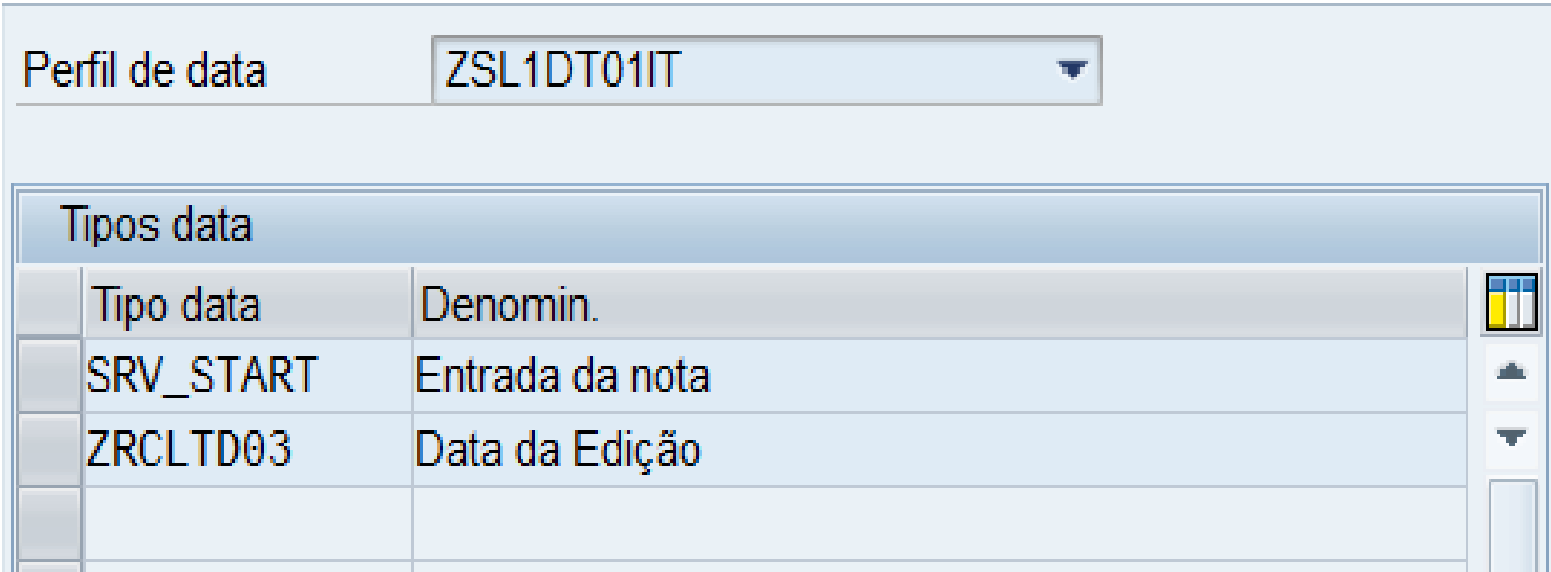 Perfil de data ZSL1DT01IT
Tipos data
Tipo data Denomin.
SRV_START Entrada da nota
ZRCLTD03 Data da Edição